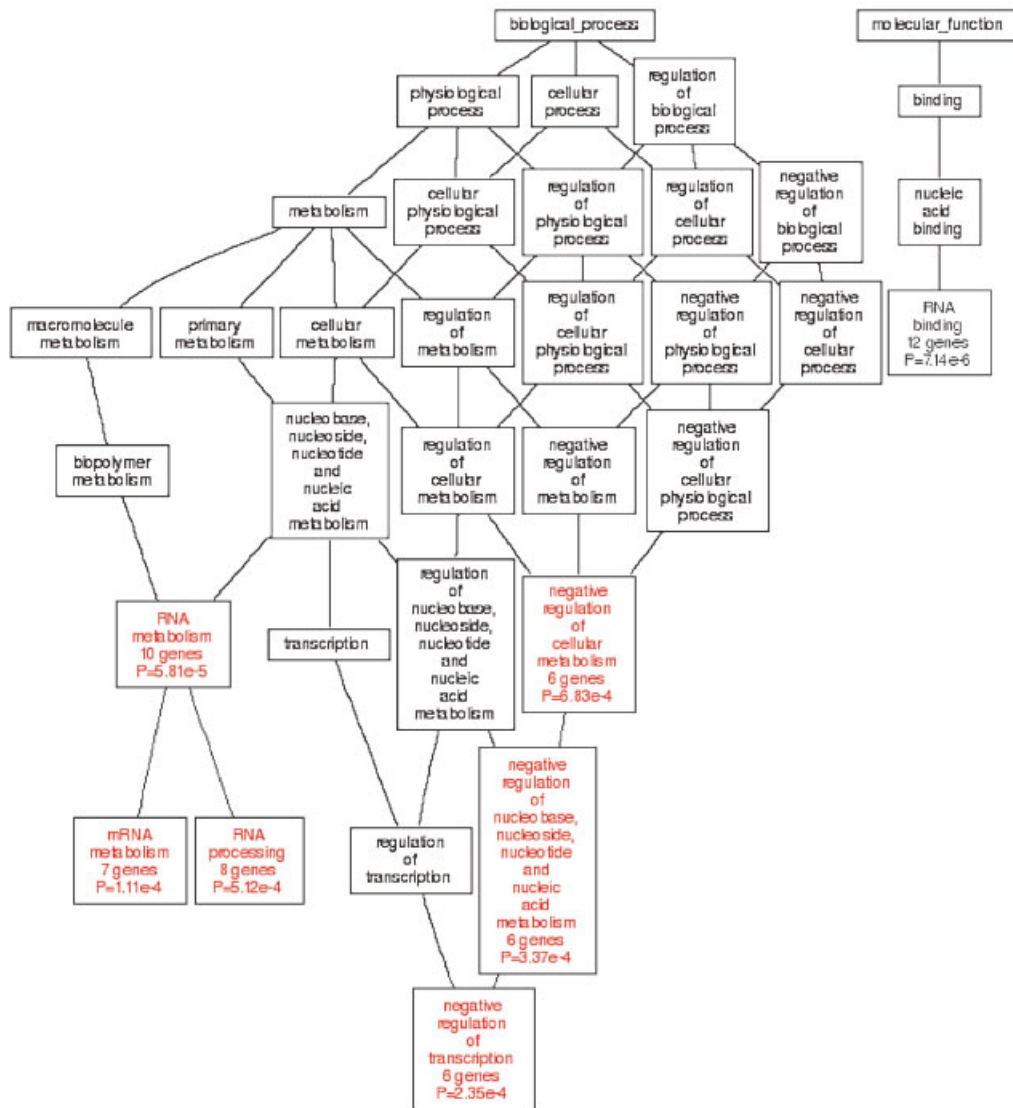 biological_process
molecular_function
physiological
process
cellular
process
regulation
of
biological
process
binding
metabolism
cellular
physiological
process
regulation
of
physiological
process
regulation
of
cellular
process
negative
regulation
of
biological
process
nucleic
acid
binding
macromolecule
metabolism
primary
metabolism
cellular
metabolism
regulation
of
metabolism
regulation
of
cellular
physiological
process
negative
regulation
of
physiological
process
negative
regulation
of
cellular
process
RNA
binding
12 genes
P=7.14e-6
biopolymer
metabolism
nucleobase,
nucleoside,
nucleotide
and
nucleic
acid
metabolism
regulation
of
cellular
metabolism
negative
regulation
of
metabolism
negative
regulation
of
cellular
physiological
process
RNA
metabolism
10 genes
P=5.81e-5
transcription
regulation
of
nucleobase,
nucleoside,
nucleotide
and
nucleic
acid
metabolism
negative
regulation
of
cellular
metabolism
6 genes
P=6.83e-4
mRNA
metabolism
7 genes
P=1.11e-4
RNA
processing
8 genes
P=5.12e-4
regulation
of
transcription
negative
regulation
of
nucleobase,
nucleoside,
nucleotide
and
nucleic
acid
metabolism
6 genes
P=3.37e-4
negative
regulation
of
transcription
6 genes
P=2.35e-4